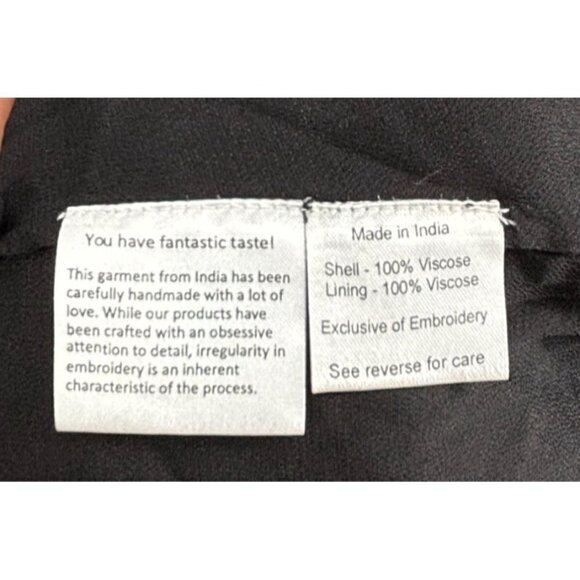 You have fantastic taste!
This garment from India has been
carefully handmade with a lot of
love. While our products have
been crafted with an obsessive
attention to detail, irregularity in
embroidery is an inherent
characteristic of the process.
Made in India
Shell - 100% Viscose
Lining - 100% Viscose
Exclusive of Embroidery
See reverse for care